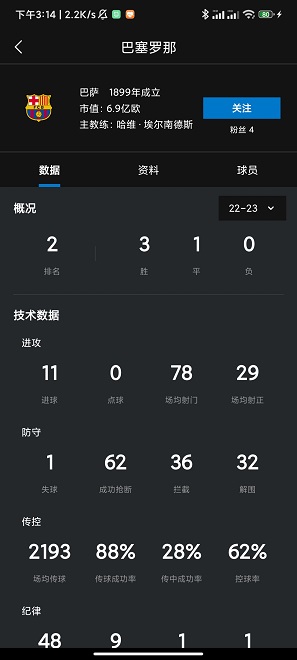 下午3:14 | 2.2K/s
80
巴塞罗那
巴萨 1899年成立
市值: 6.9亿欧
主教练: 哈维·埃尔南德斯
关注
粉丝 4
数据 资料 球员
概况 22-23
2 3 1 0
排名 胜 平 负
技术数据
进攻
11 0 78 29
进球 点球 场均射门 场均射正
防守
1 62 36 32
失球 成功抢断 拦截 解围
传控
2193 88% 28% 62%
场均传球 传球成功率 传中成功率 控球率
纪律
48 9 1 1